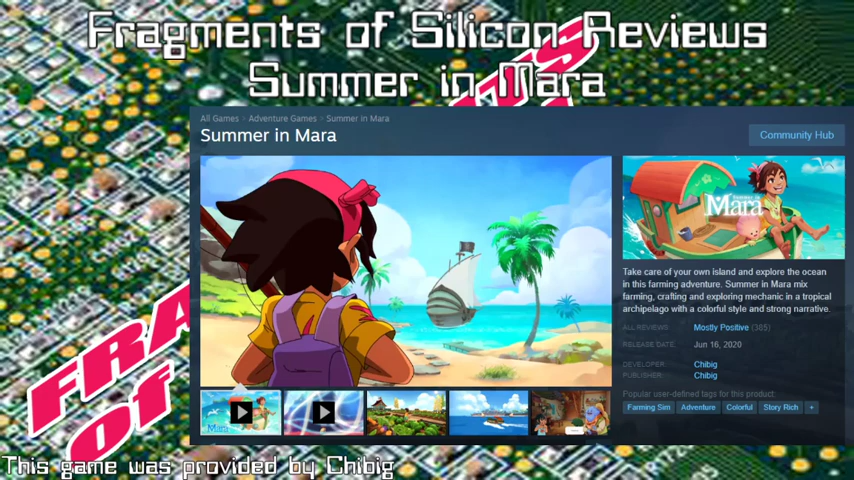 Fragments of Silicon Reviews
Summer in Mara
All Games > Adventure Games > Summer in Mara
Summer in Mara
Community Hub
Mara
Take care of your own island and explore the ocean
in this farming adventure. Summer in Mara mix
farming, crafting and exploring mechanic in a tropical
archipelago with a colorful style and strong narrative.
ALL REVIEWS: Mostly Positive (385)
RELEASE DATE: Jun 16, 2020
DEVELOPER: Chibig
PUBLISHER: Chibig
Popular user-defined tags for this product:
Farming Sim Adventure Colorful Story Rich +
Mara
FRA
of
This game was provided by Chibig